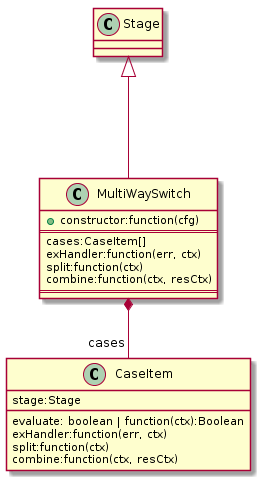 C Stage
C MultiWaySwitch
constructor:function(cfg)
cases:CaseItem[]
exHandler:function(err, ctx)
split:function(ctx)
combine:function(ctx, resCtx)
cases
C CaseItem
stage:Stage
evaluate: boolean | function(ctx):Boolean
exHandler:function(err, ctx)
split:function(ctx)
combine:function(ctx, resCtx)